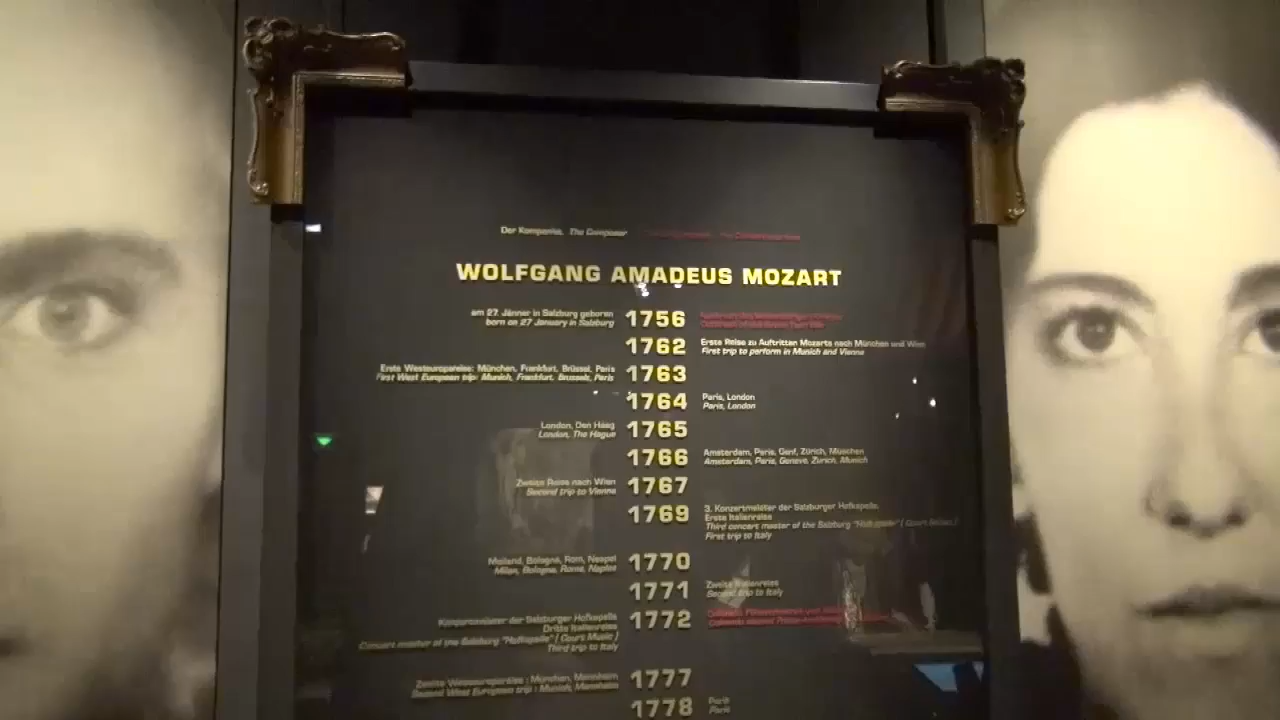 Der Komponist, The Composer
WOLFGANG AMADEUS MOZART
am 27. Jänner in Salzburg geboren
born on 27 January in Salzburg
1756
1762
Erste Reise zu Auftritten Mozarts nach München und Wien
First trip to perform in Munich and Vienna
Erste Westeuropareise: München, Frankfurt, Brüssel, Paris
First West European trip: Munich, Frankfurt, Brussels, Paris
1763
1764
Paris, London
Paris, London
London, Den Haag
London, The Hague
1765
1766
Amsterdam, Paris, Genf, Zürich, München
Amsterdam, Paris, Geneva, Zurich, Munich
Zweite Reise nach Wien
Second trip to Vienna
1767
1769
3. Konzertmeister der Salzburger Hofkapelle
Erste Italienreise
Third concert master of the Salzburg "Hofkapelle" ( Court Music )
First trip to Italy
Mailand, Bologna, Rom, Neapel
Milan, Bologna, Rome, Naples
1770
1771
Zweite Italienreise
Second trip to Italy
Konzertmeister der Salzburger Hofkapelle
Dritte Italienreise
Concert master of the Salzburg "Hofkapelle" ( Court Music )
Third trip to Italy
1772
Zweite Westeuropareise : München, Mannheim
Second West European trip : Munich, Mannheim
1777
1778
Paris
Paris